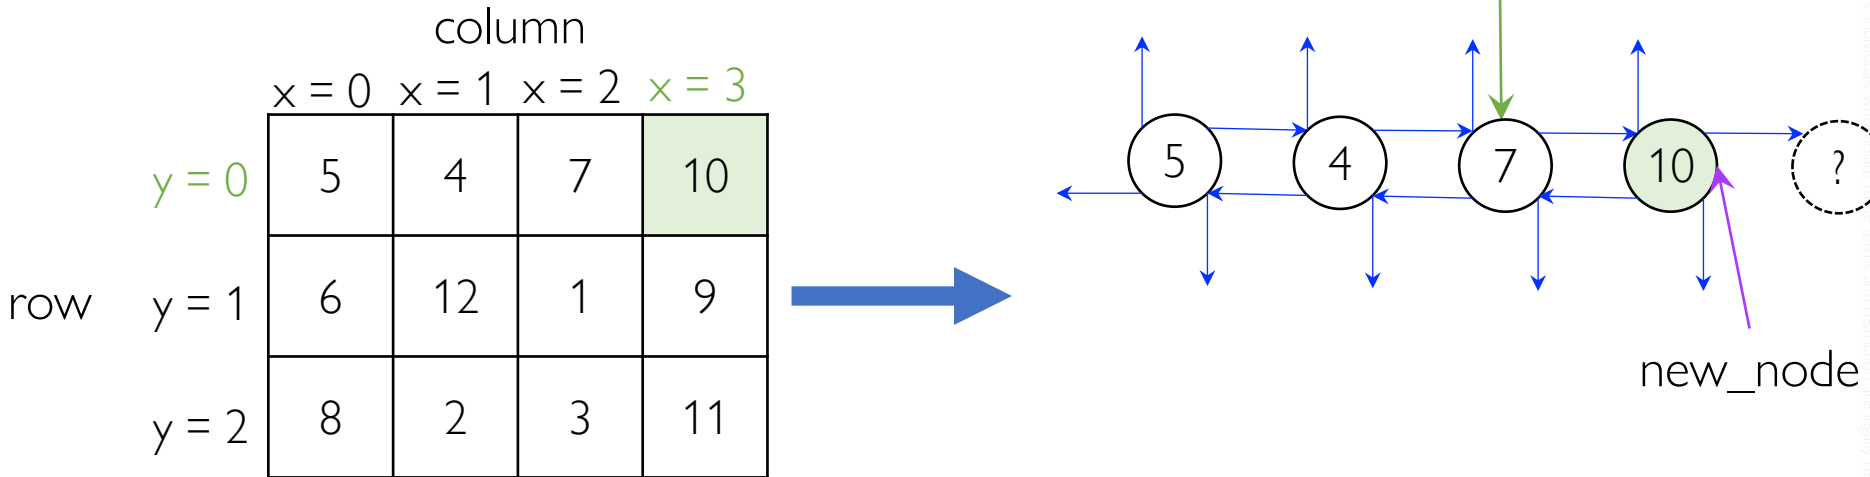 column
x = 0 x = 1 x = 2 x = 3
y = 0 5 4 7 10
row y = 1 6 12 1 9
y = 2 8 2 3 11
5 4 7 10 ?
new_node